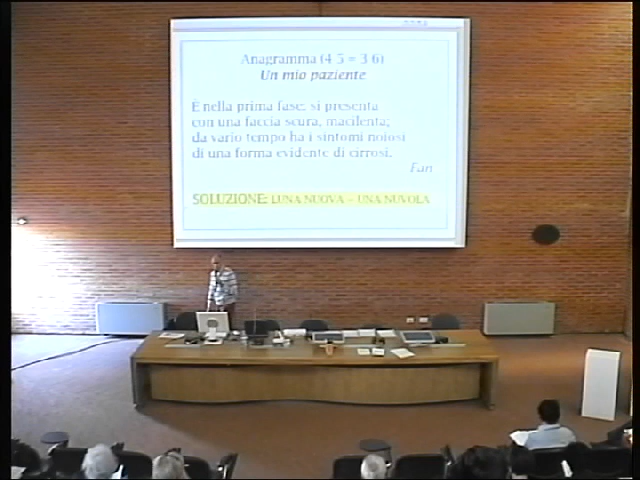 Anagramma (4 5 = 3 6)
Un mio paziente
È nella prima fase: si presenta
con una faccia scura, macilenta;
da vario tempo ha i sintomi noiosi
di una forma evidente di cirrosi.
Fan
SOLUZIONE: LUNA NUOVA = UNA NUVOLA